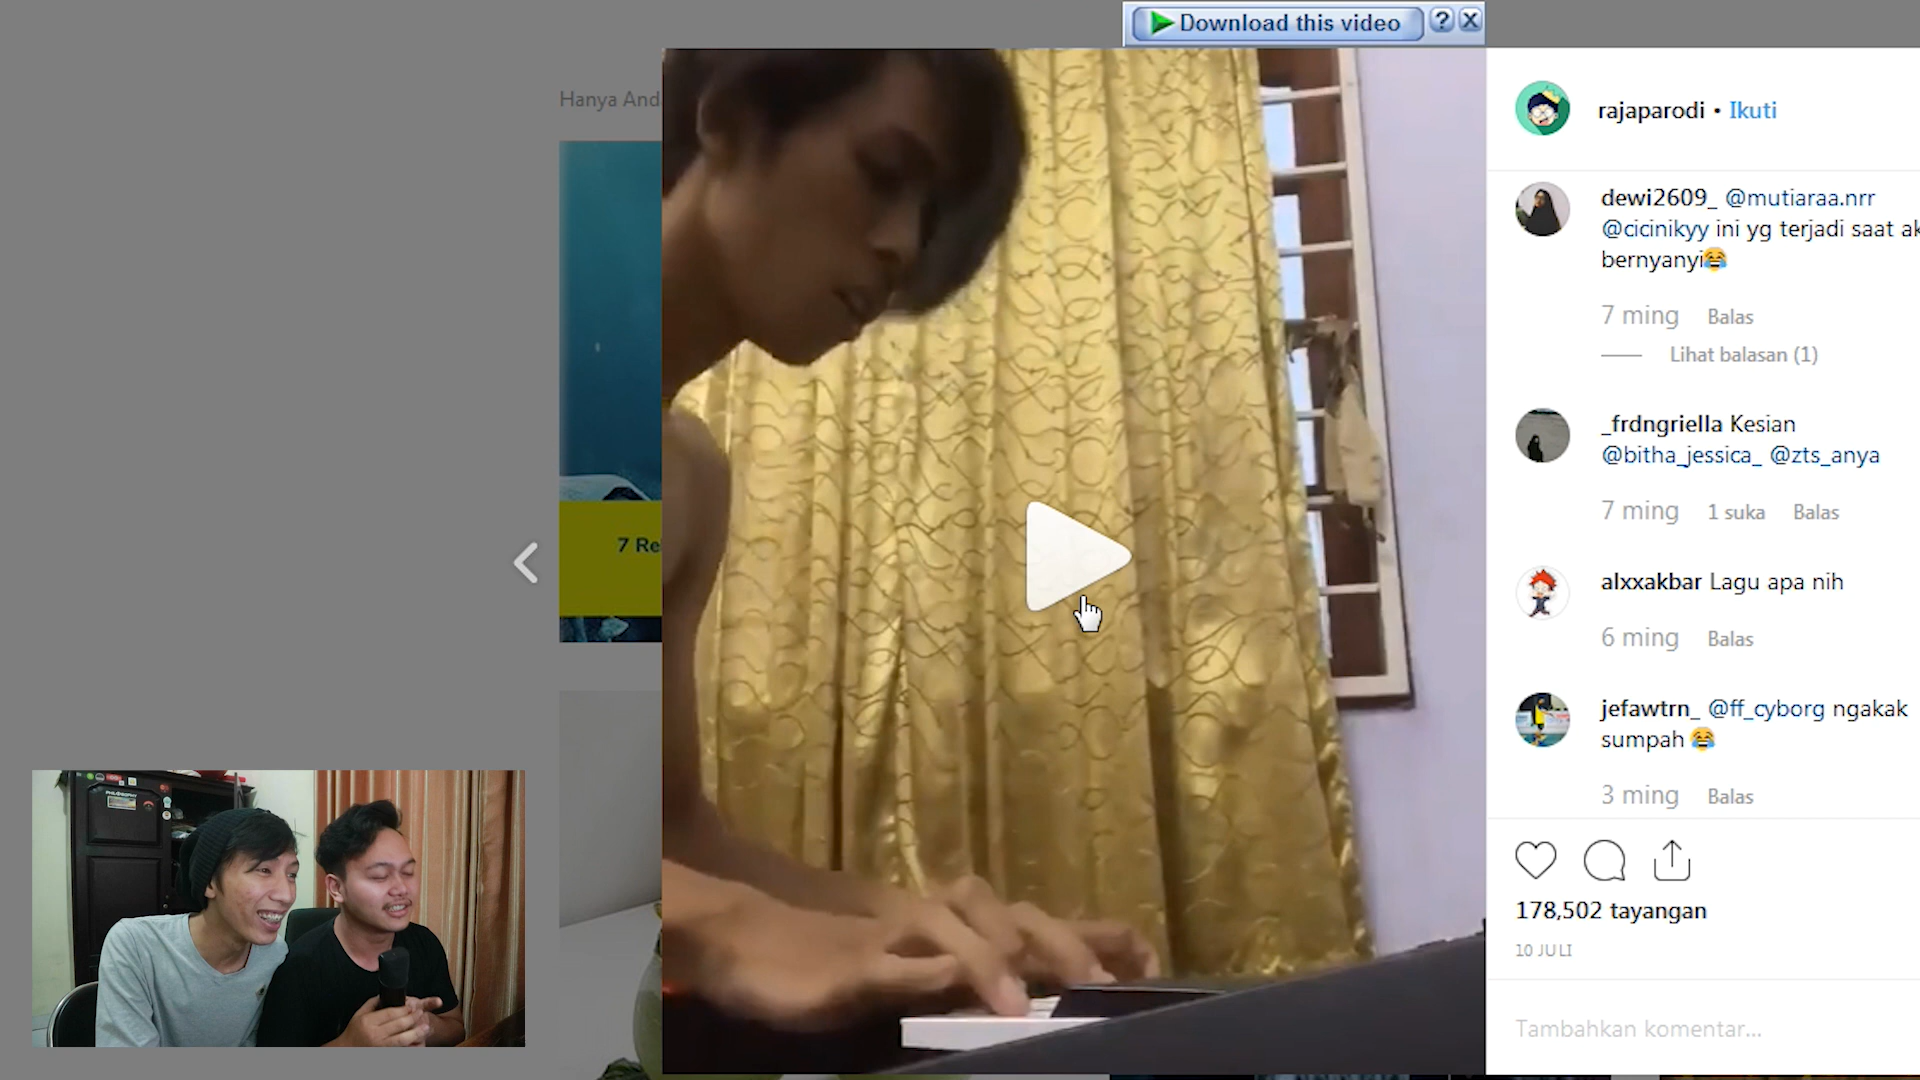 Download this video
? X
Hanya And
7 Re
rajaparodi • Ikuti
dewi2609_ @mutiaraa.nrr
@cicinikyy ini yg terjadi saat ak
bernyanyi😂
7 ming Balas
Lihat balasan (1)
_frdngriella Kesian
@bitha_jessica_ @zts_anya
7 ming 1 suka Balas
alxxakbar Lagu apa nih
6 ming Balas
jefawtrn_ @ff_cyborg ngakak
sumpah 😂
3 ming Balas
178,502 tayangan
10 JULI
Tambahkan komentar...